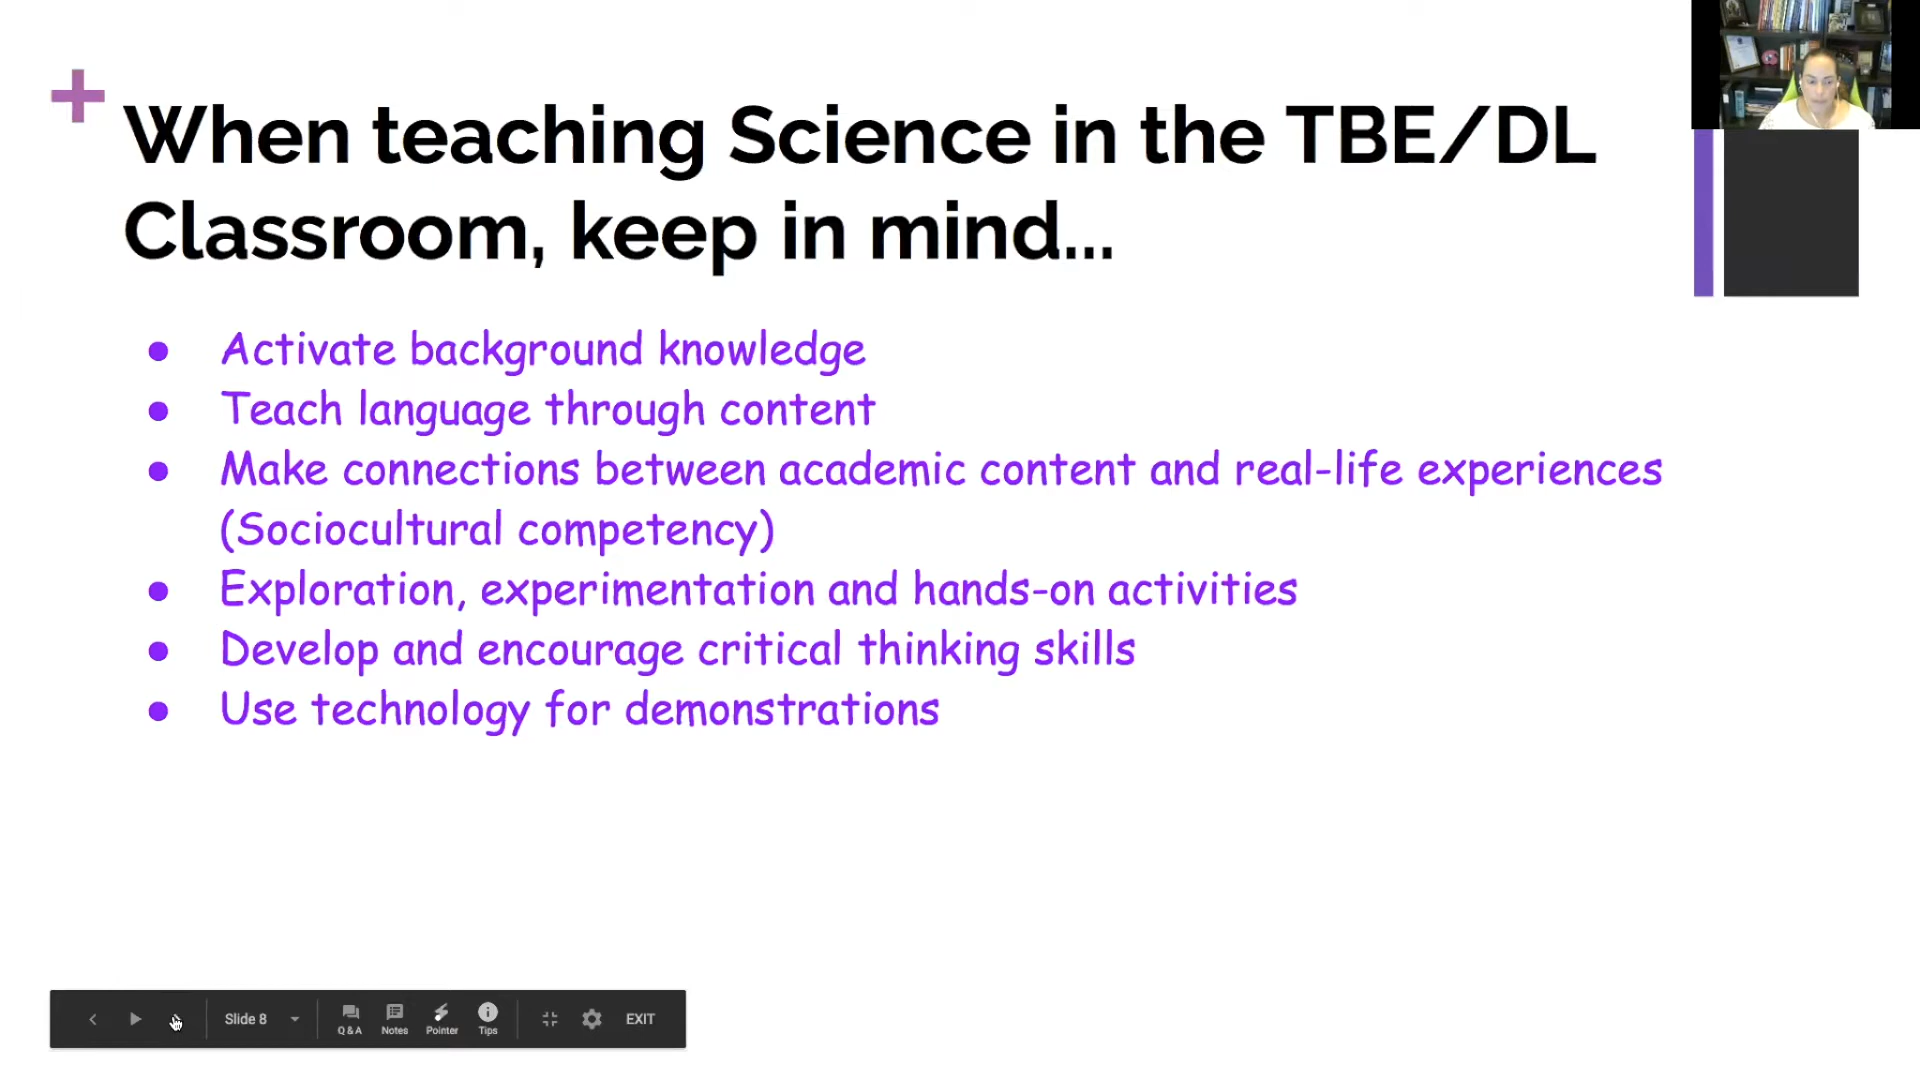 When teaching Science in the TBE/DL
Classroom, keep in mind...
● Activate background knowledge
● Teach language through content
● Make connections between academic content and real-life experiences
(Sociocultural competency)
● Exploration, experimentation and hands-on activities
● Develop and encourage critical thinking skills
● Use technology for demonstrations
Slide 8 Q & A Notes Pointer Tips EXIT